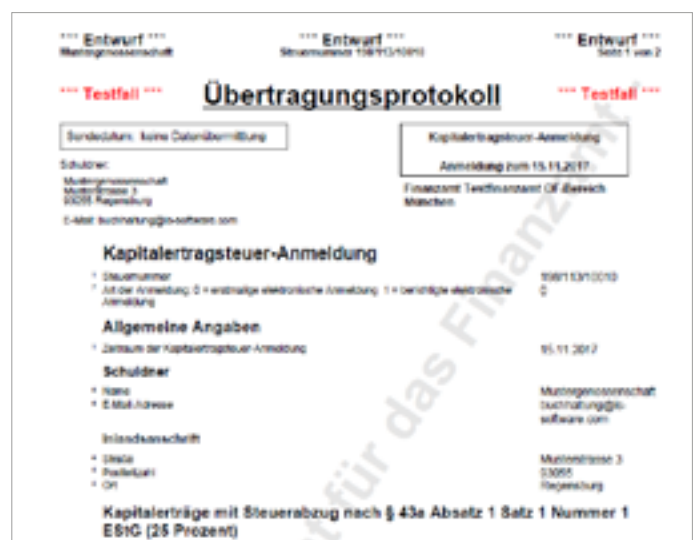 *** Entwurf *** *** Entwurf *** *** Entwurf ***
Mustergenossenschaft Steuernummer 198/113/10010 Seite 1 von 2
*** Testfall *** Übertragungsprotokoll *** Testfall ***
Sendedatum: keine Datenübermittlung
Kapitalertragsteuer-Anmeldung
Anmeldung zum 15.11.2017
Schuldner:
Mustergenossenschaft
Musterstrasse 3
93055 Regensburg
E-Mail: buchhaltung@
Finanzamt Testfinanzamt OF-Bereich
München
Kapitalertragsteuer-Anmeldung
* Steuernummer 198/113/10010
* Art der Anmeldung: 0 = erstmalige elektronische Anmeldung 1 = berichtigte elektronische 0
Anmeldung
Allgemeine Angaben
* Zeitraum der Kapitalertragsteuer-Anmeldung 15.11.2017
Schuldner
* Name Mustergenossenschaft
* E-Mail-Adresse buchhaltung@
software.com
Inlandsanschrift
* Straße Musterstrasse 3
* Postleitzahl 93055
* Ort Regensburg
Kapitalerträge mit Steuerabzug nach § 43a Absatz 1 Satz 1 Nummer 1
EStG (25 Prozent)
für das Finanzamt